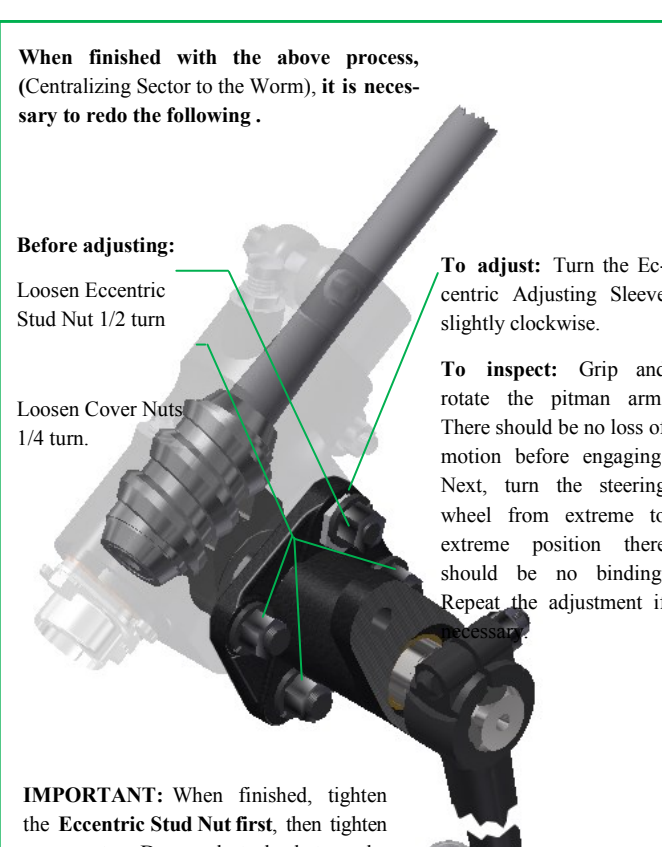 When finished with the above process,
(Centralizing Sector to the Worm), it is neces-
sary to redo the following .
Before adjusting:
Loosen Eccentric
Stud Nut 1/2 turn
Loosen Cover Nuts
1/4 turn.
To adjust: Turn the Ec-
centric Adjusting Sleeve
slightly clockwise.
To inspect: Grip and
rotate the pitman arm.
There should be no loss of
motion before engaging.
Next, turn the steering
wheel from extreme to
extreme position there
should be no binding.
Repeat the adjustment if
necessary.
IMPORTANT: When finished, tighten
the Eccentric Stud Nut first, then tighten